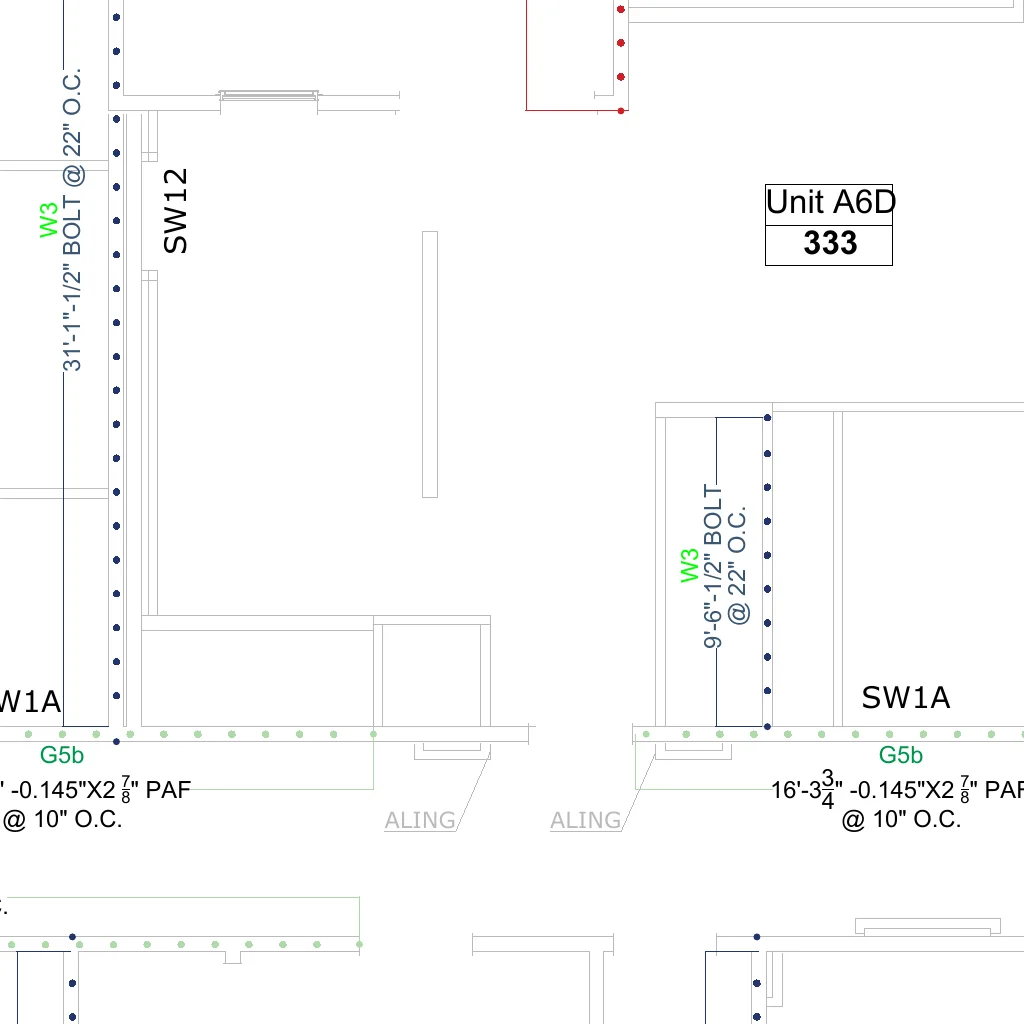 31'-1"-1/2" BOLT @ 22" O.C.
W3
SW12
Unit A6D
333
W3
9'-6"-1/2" BOLT
@ 22" O.C.
W1A
SW1A
G5b
G5b
' -0.145"X2 7/8" PAF
@ 10" O.C.
16'-3 3/4" -0.145"X2 7/8" PAF
@ 10" O.C.
ALING
ALING